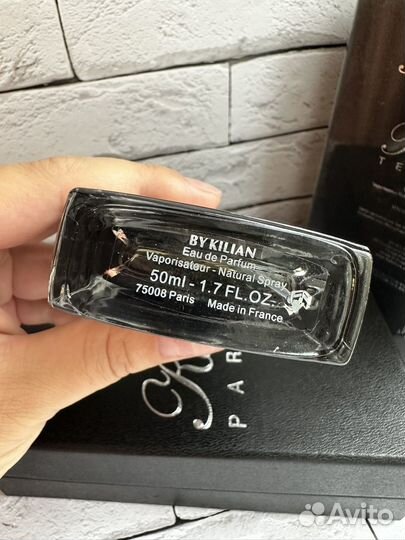 BY KILIAN
Eau de Parfum
Vaporisateur - Natural Spray
50ml - 1.7 FL.OZ.
75008 Paris Made in France
PAR
Avito